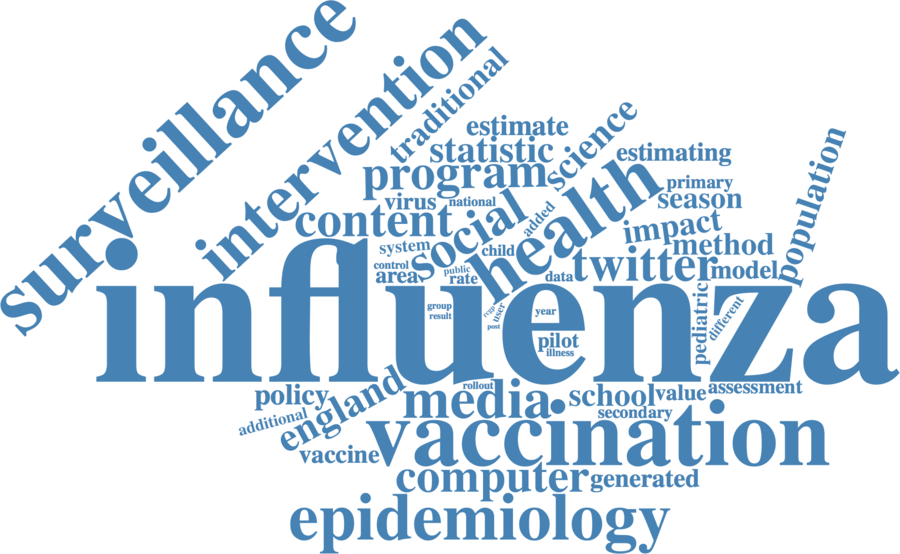 surveillance
intervention
traditional
estimate
statistic
science
estimating
population
program
health
primary
virus
national
season
content
social
added
impact
system
child
method
control
public
twitter
model
area
rate
data
influenza
group
result
user
post
year
pediatric
different
pilot
illness
policy
england
rollout
media
school
value
assessment
additional
secondary
vaccination
vaccine
computer
generated
epidemiology